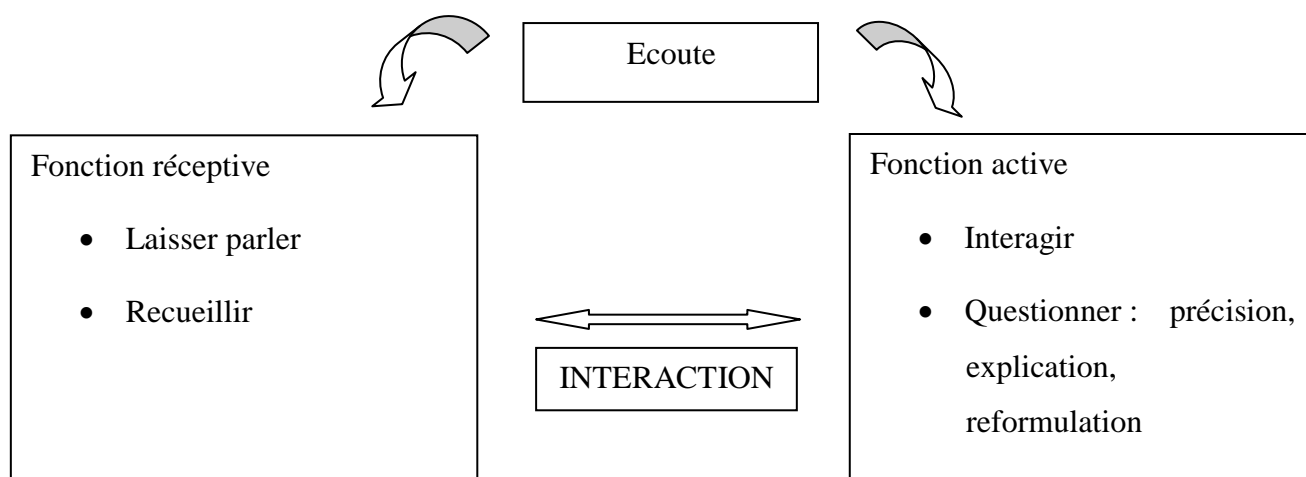 Ecoute
Fonction réceptive
• Laisser parler
• Recueillir
INTERACTION
Fonction active
• Interagir
• Questionner : précision,
explication,
reformulation